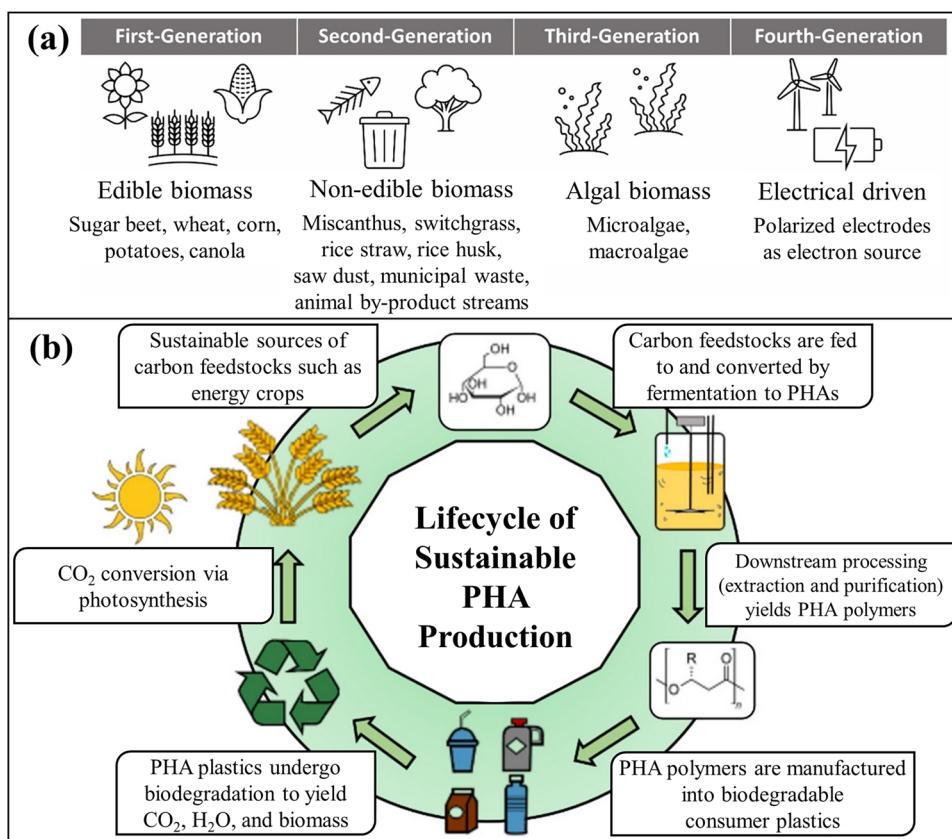 (a)
First-Generation
Second-Generation
Third-Generation
Fourth-Generation
Edible biomass
Sugar beet, wheat, corn,
potatoes, canola
Non-edible biomass
Miscanthus, switchgrass,
rice straw, rice husk,
saw dust, municipal waste,
animal by-product streams
Algal biomass
Microalgae,
macroalgae
Electrical driven
Polarized electrodes
as electron source
(b)
Sustainable sources of
carbon feedstocks such as
energy crops
OH
O
HO
HO
OH
OH
Carbon feedstocks are fed
to and converted by
fermentation to PHAs
Lifecycle of
Sustainable
PHA
Production
CO₂ conversion via
photosynthesis
Downstream processing
(extraction and purification)
yields PHA polymers
R
O
O
n
PHA plastics undergo
biodegradation to yield
CO₂, H₂O, and biomass
PHA polymers are manufactured
into biodegradable
consumer plastics